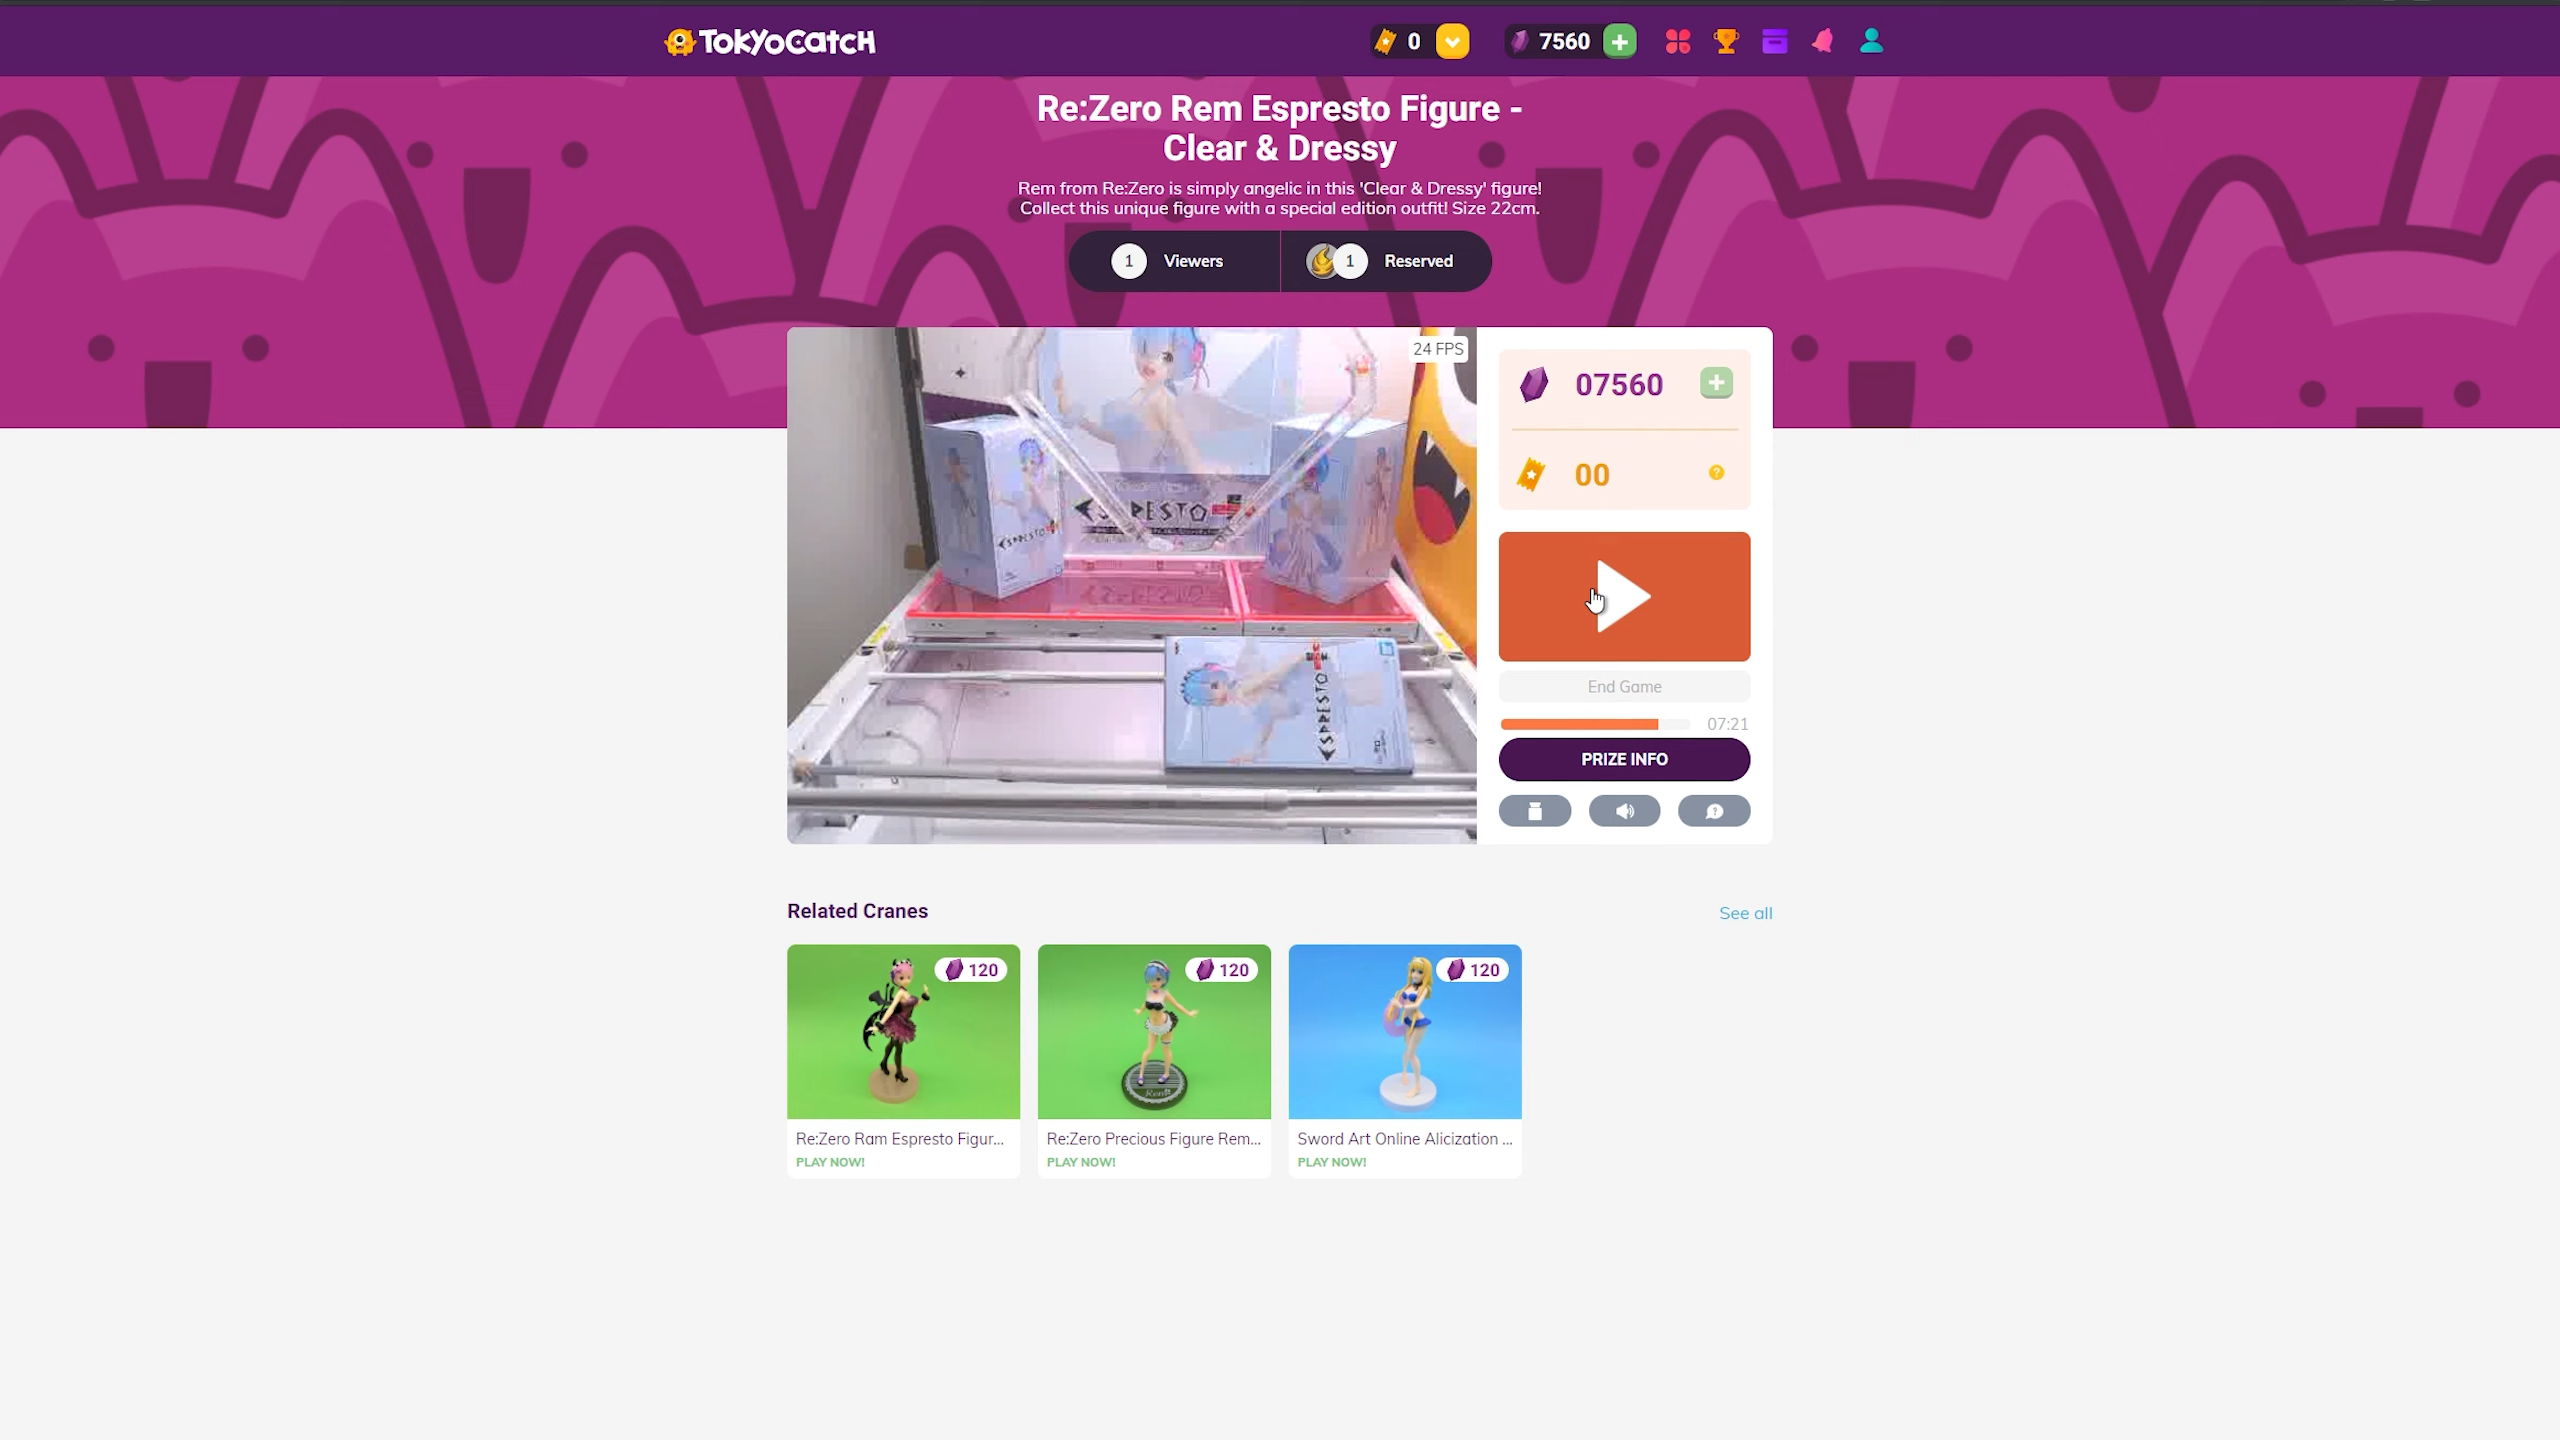 TOKYOCATCH
0
7560
Re:Zero Rem Espresto Figure -
Clear & Dressy
Rem from Re:Zero is simply angelic in this 'Clear & Dressy' figure!
Collect this unique figure with a special edition outfit! Size 22cm.
1 Viewers
1 Reserved
24 FPS
ESPRESTO
ESPRESTO
ESPRESTO
07560
00
?
End Game
07:21
PRIZE INFO
Related Cranes
See all
120
120
120
Re:Zero Ram Espresto Figur...
PLAY NOW!
Re:Zero Precious Figure Rem...
PLAY NOW!
Sword Art Online Alicization ...
PLAY NOW!